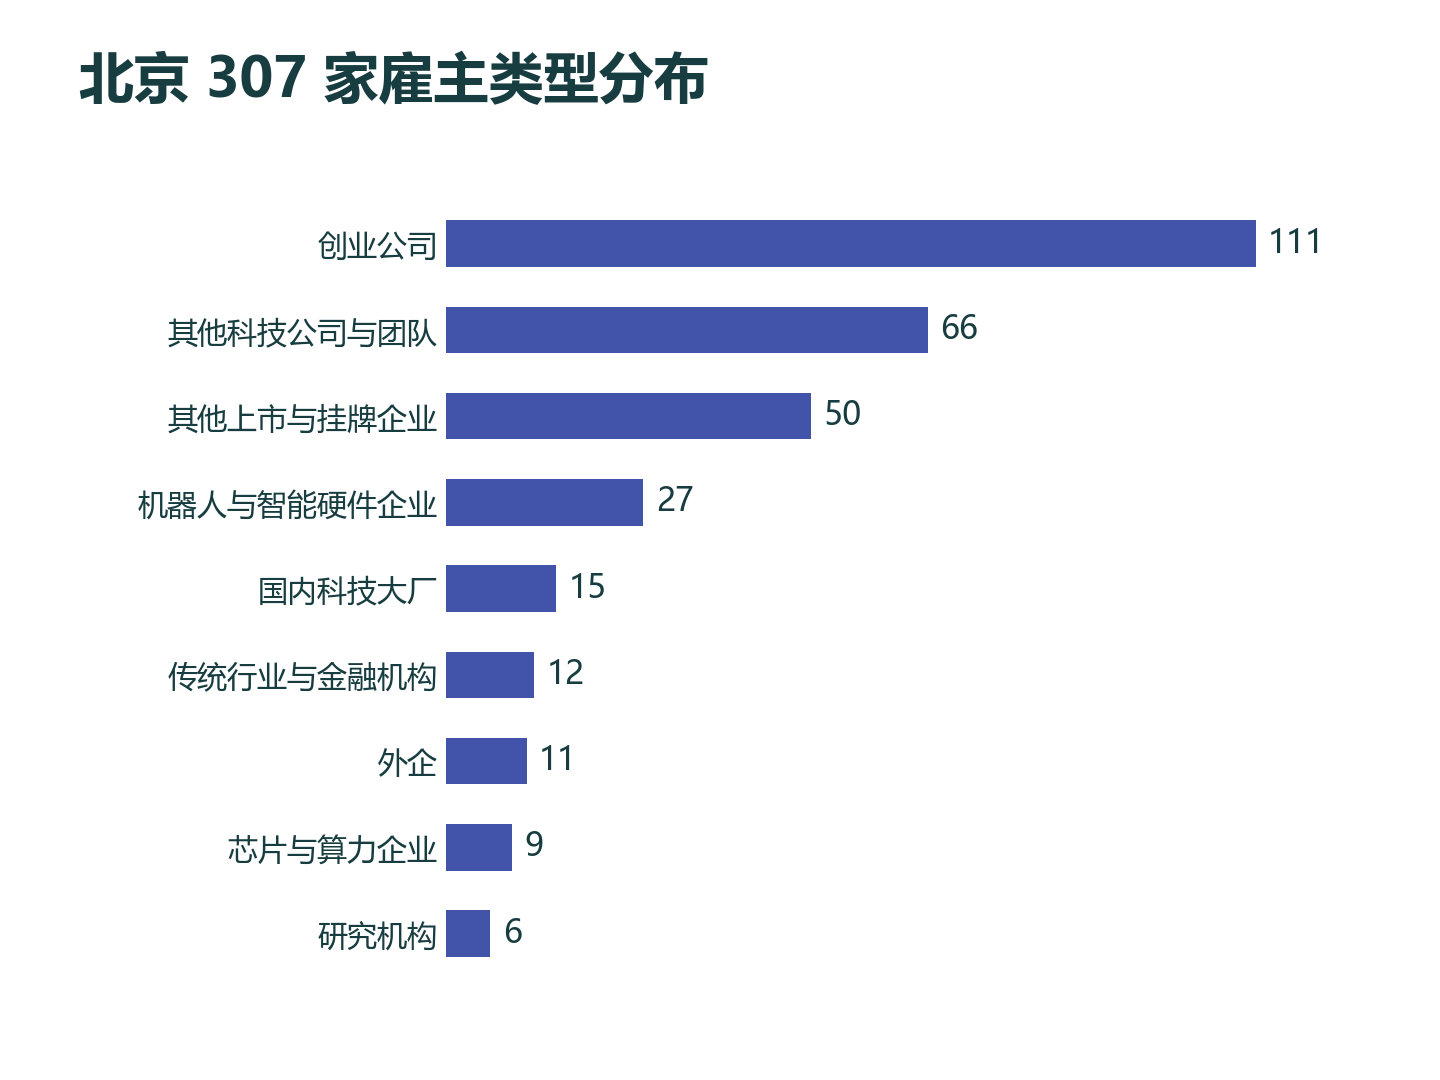 北京 307 家雇主类型分布
创业公司 111
其他科技公司与团队 66
其他上市与挂牌企业 50
机器人与智能硬件企业 27
国内科技大厂 15
传统行业与金融机构 12
外企 11
芯片与算力企业 9
研究机构 6